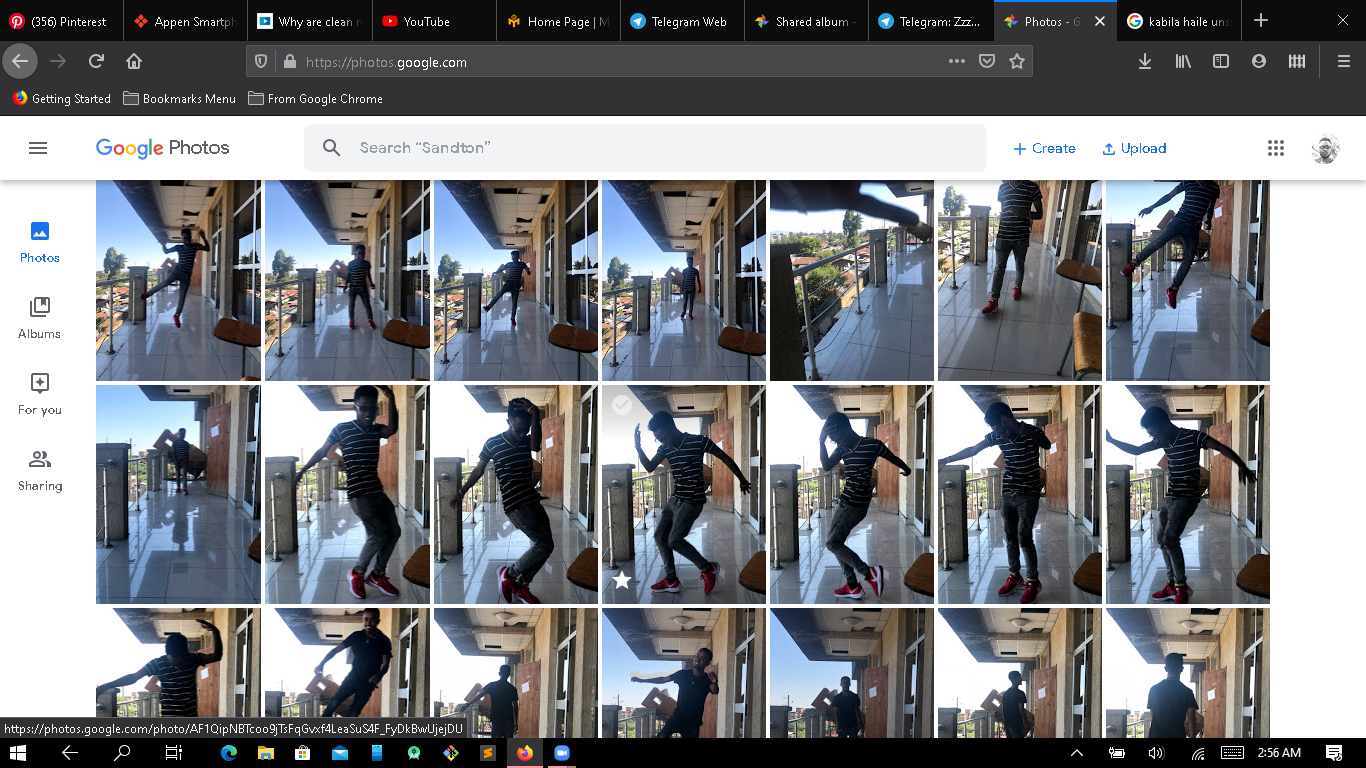 (356) Pinterest
Appen Smartph
Why are clean n
YouTube
Home Page | M
Telegram Web
Shared album -
Telegram: Zzz...
Photos - G
kabila haile uns
https://photos.google.com
Getting Started
Bookmarks Menu
From Google Chrome
Google Photos
Search “Sandton”
Create
Upload
Photos
Albums
For you
Sharing
https://photos.google.com/photo/AF1QipNBTcoo9jTsFqGvxf4LeaSuS4F_FyDkBwUjejDU
2:56 AM